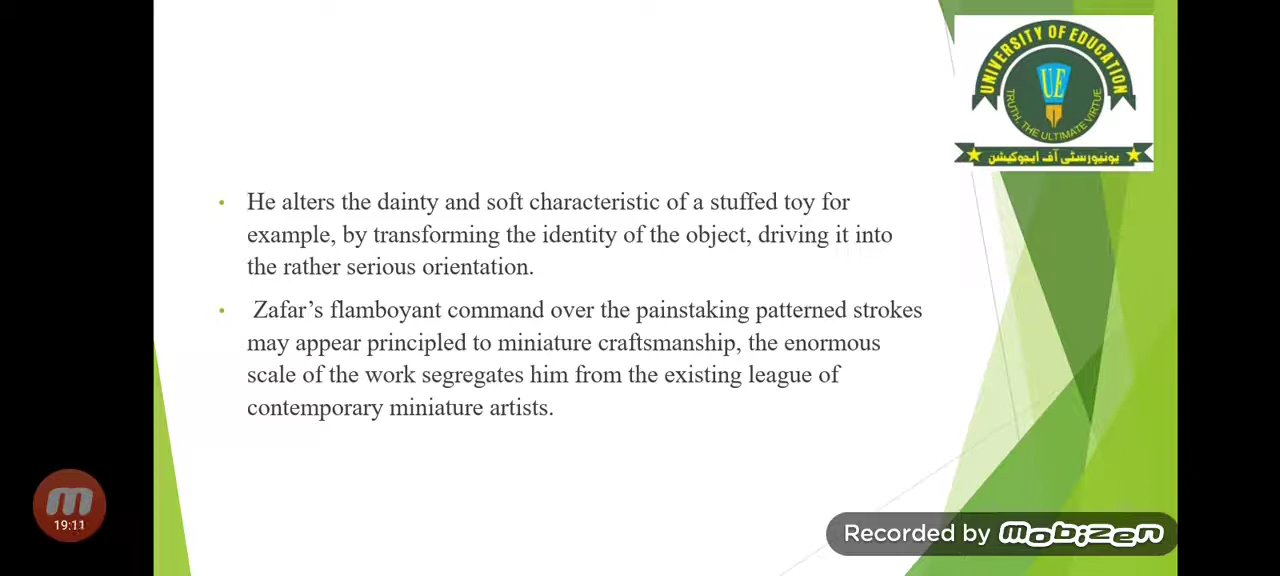 UNIVERSITY OF EDUCATION
UE
TRUTH, THE ULTIMATE VIRTUE
یونیورسٹی آف ایجوکیشن
• He alters the dainty and soft characteristic of a stuffed toy for
example, by transforming the identity of the object, driving it into
the rather serious orientation.
• Zafar’s flamboyant command over the painstaking patterned strokes
may appear principled to miniature craftsmanship, the enormous
scale of the work segregates him from the existing league of
contemporary miniature artists.
19:11
Recorded by mobizen